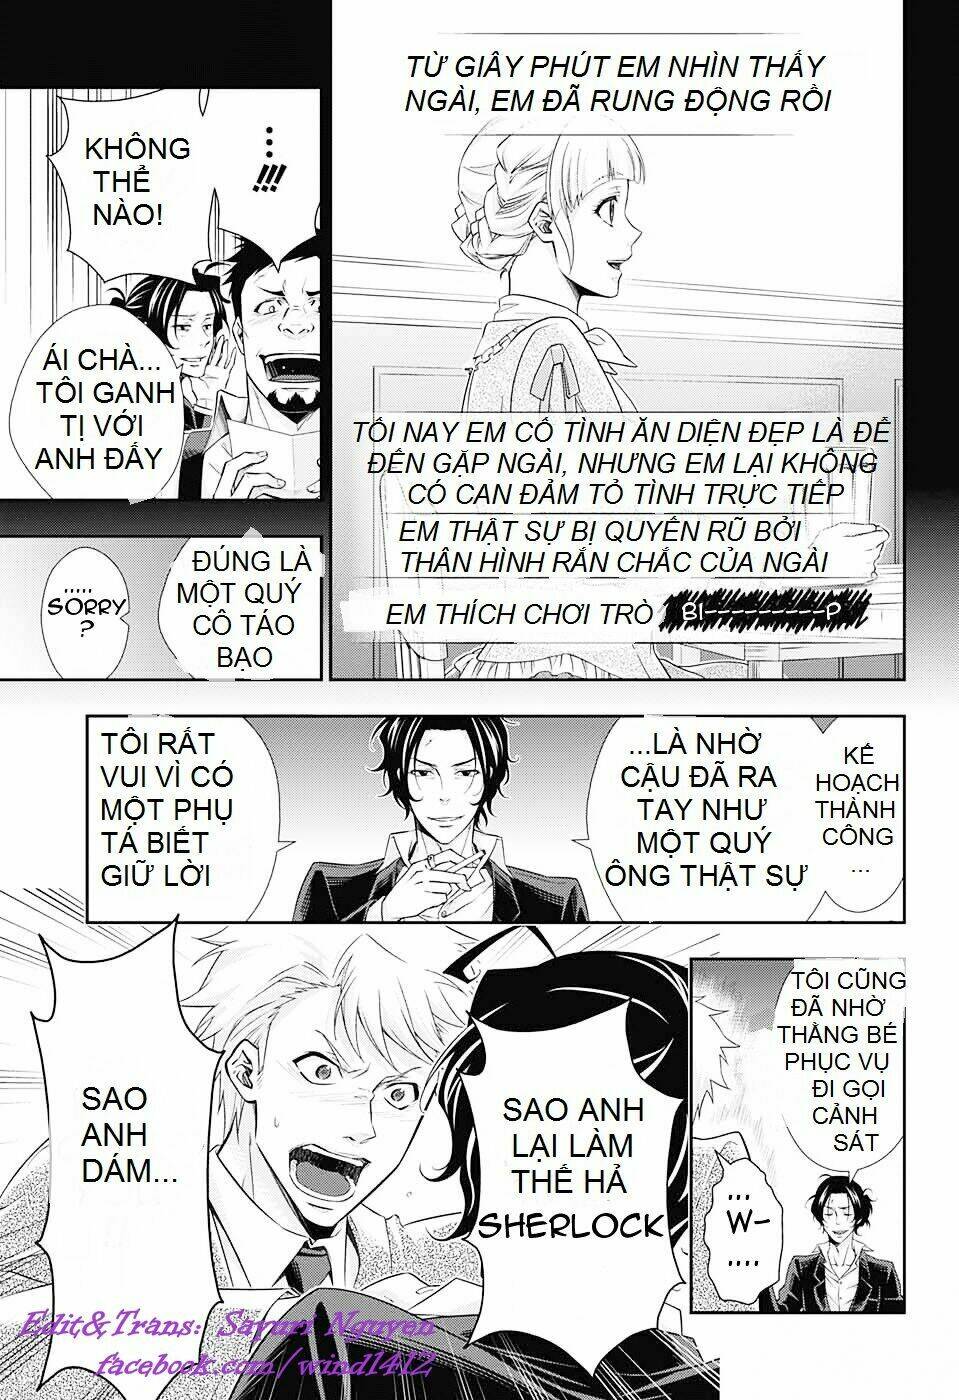 TỪ GIÂY PHÚT EM NHÌN THẤY
NGÀI, EM ĐÃ RUNG ĐỘNG RỒI
TỐI NAY EM CỐ TÌNH ĂN DIỆN ĐẸP LÀ ĐỂ
ĐẾN GẶP NGÀI, NHƯNG EM LẠI KHÔNG
CÓ CAN ĐẢM TỎ TÌNH TRỰC TIẾP
EM THẬT SỰ BỊ QUYẾN RŨ BỞI
THÂN HÌNH RẮN CHẮC CỦA NGÀI
EM THÍCH CHƠI TRÒ BI----------P
...!!!
KHÔNG
THỂ
NÀO!
ÁI CHÀ...
TÔI GANH
TỊ VỚI
ANH ĐẤY
ĐÚNG LÀ
MỘT QUÝ
CÔ TÁO
BẠO
.....
SORRY
?
KẾ
HOẠCH
THÀNH
CÔNG
...
...LÀ NHỜ
CẬU ĐÃ RA
TAY NHƯ
MỘT QUÝ
ÔNG THẬT SỰ
TÔI RẤT
VUI VÌ CÓ
MỘT PHỤ
TÁ BIẾT
GIỮ LỜI
TÔI CŨNG
ĐÃ NHỜ
THẰNG BÉ
PHỤC VỤ
ĐI GỌI
CẢNH
SÁT
...
W-
....
SAO ANH
LẠI LÀM
THẾ HẢ
SHERLOCK
SAO
ANH
DÁM...
Edit&Trans: Sayuri Nguyen
facebook.com/wind1412